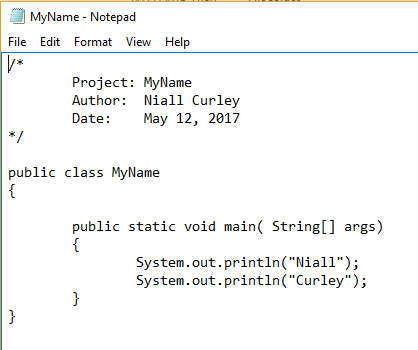 MyName - Notepad
File Edit Format View Help
/*
Project: MyName
Author: Niall Curley
Date: May 12, 2017
*/
public class MyName
{
public static void main( String[] args)
{
System.out.println("Niall");
System.out.println("Curley");
}
}